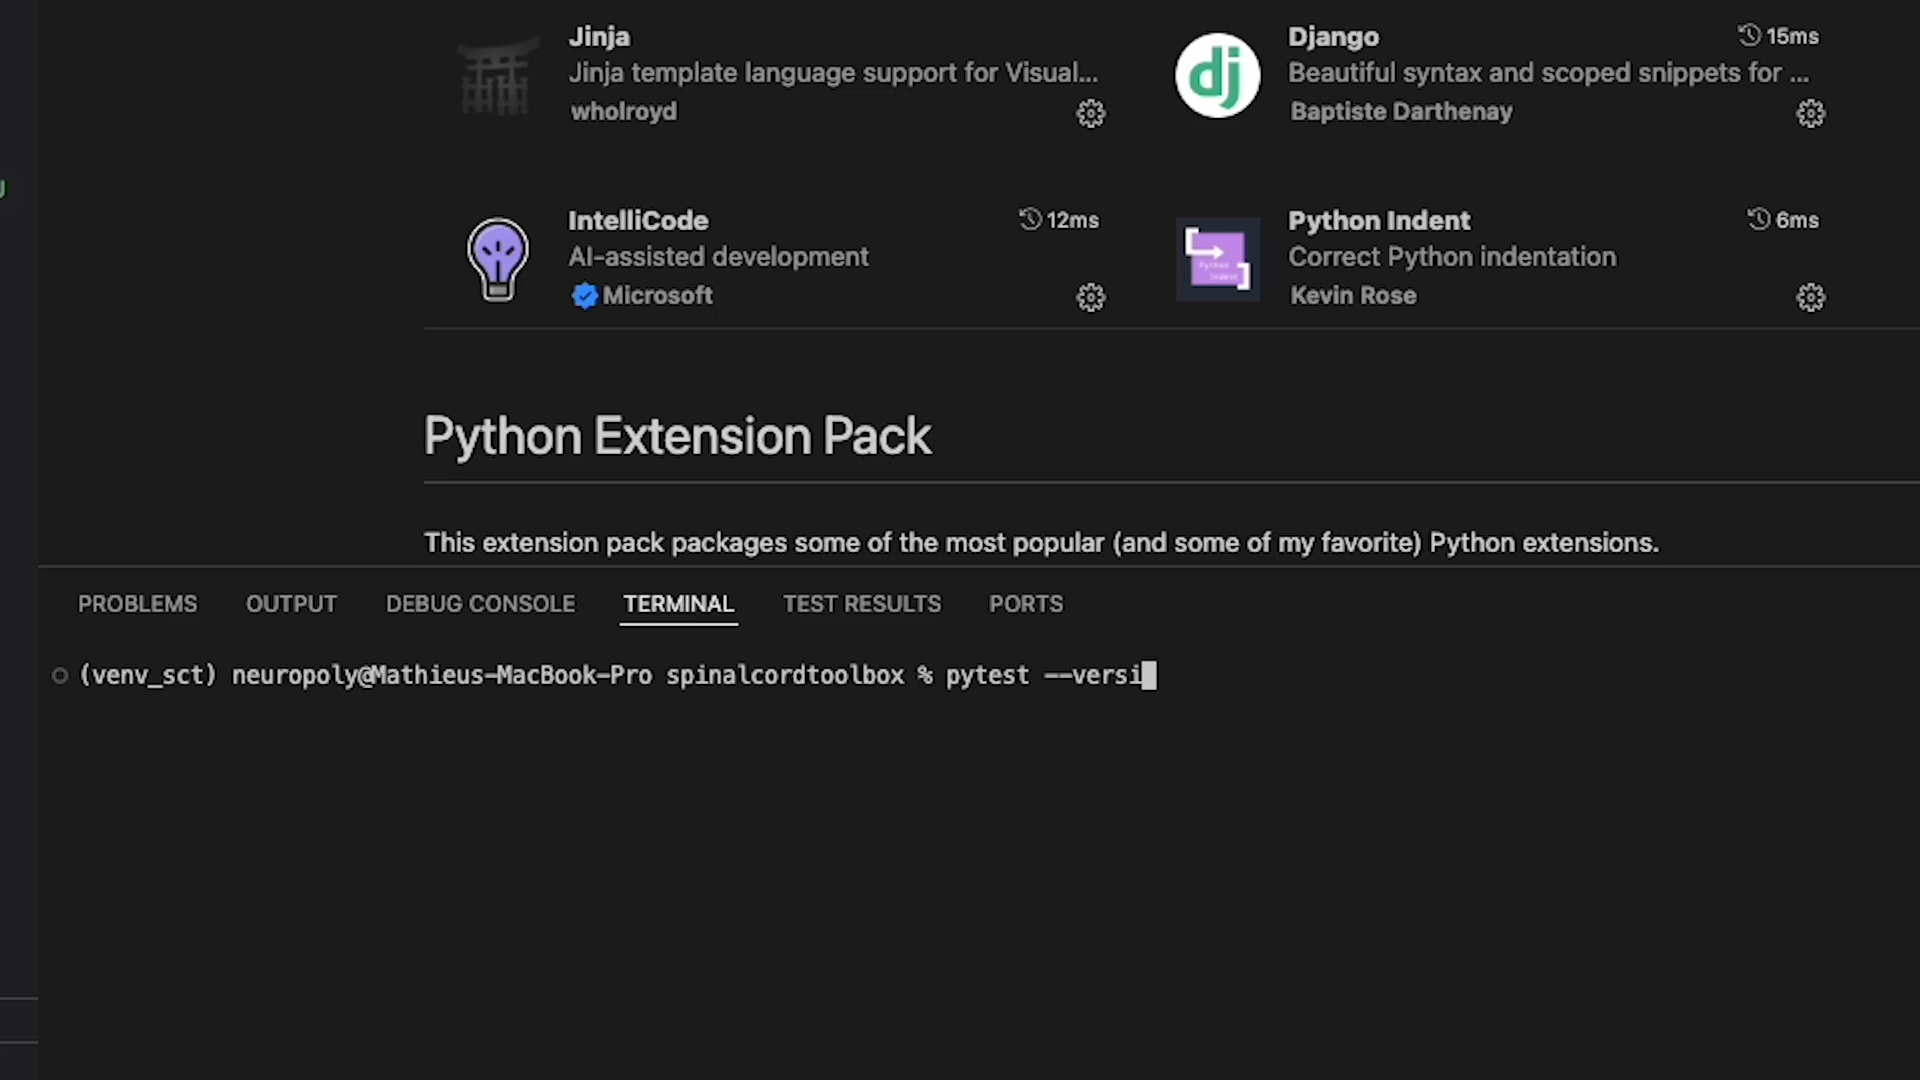 Jinja
Jinja template language support for Visual...
wholroyd
Django
15ms
Beautiful syntax and scoped snippets for ...
Baptiste Darthenay
dj
IntelliCode
12ms
AI-assisted development
Microsoft
Python Indent
6ms
Correct Python indentation
Kevin Rose
Python
Indent
Python Extension Pack
This extension pack packages some of the most popular (and some of my favorite) Python extensions.
PROBLEMS OUTPUT DEBUG CONSOLE TERMINAL TEST RESULTS PORTS
(venv_sct) neuropoly@Mathieus-MacBook-Pro spinalcordtoolbox % pytest --versi